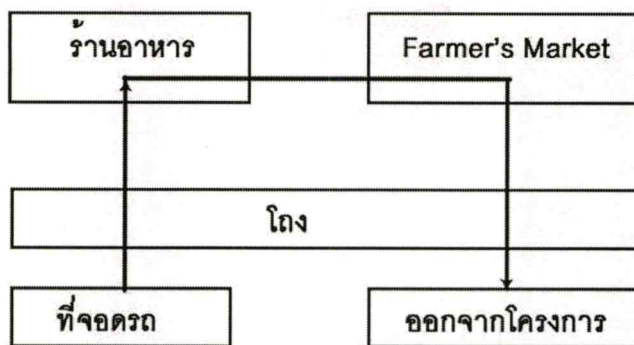 ร้านอาหาร
Farmer's Market
โถง
ที่จอดรถ
ออกจากโครงการ